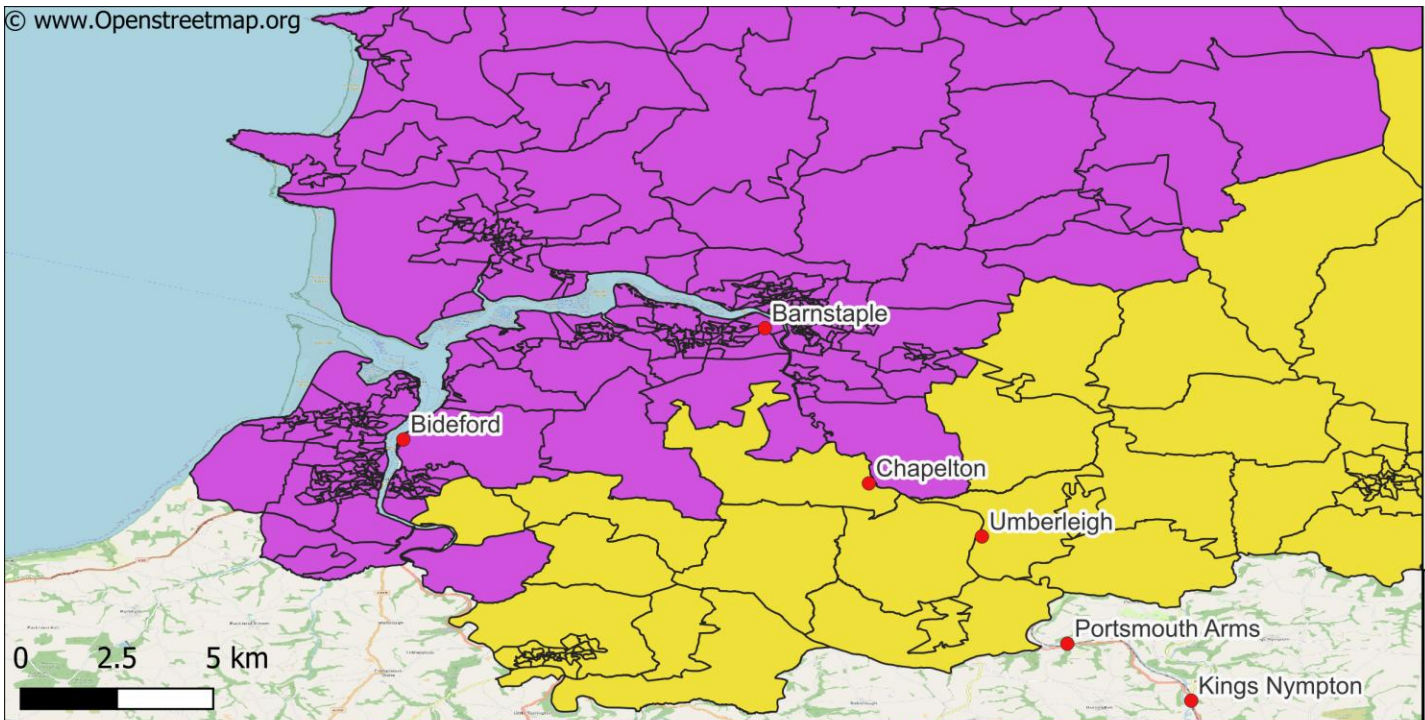 © www.Openstreetmap.org
Barnstaple
Bideford
Chapelton
Umberleigh
Portsmouth Arms
Kings Nympton
0 2.5 5 km